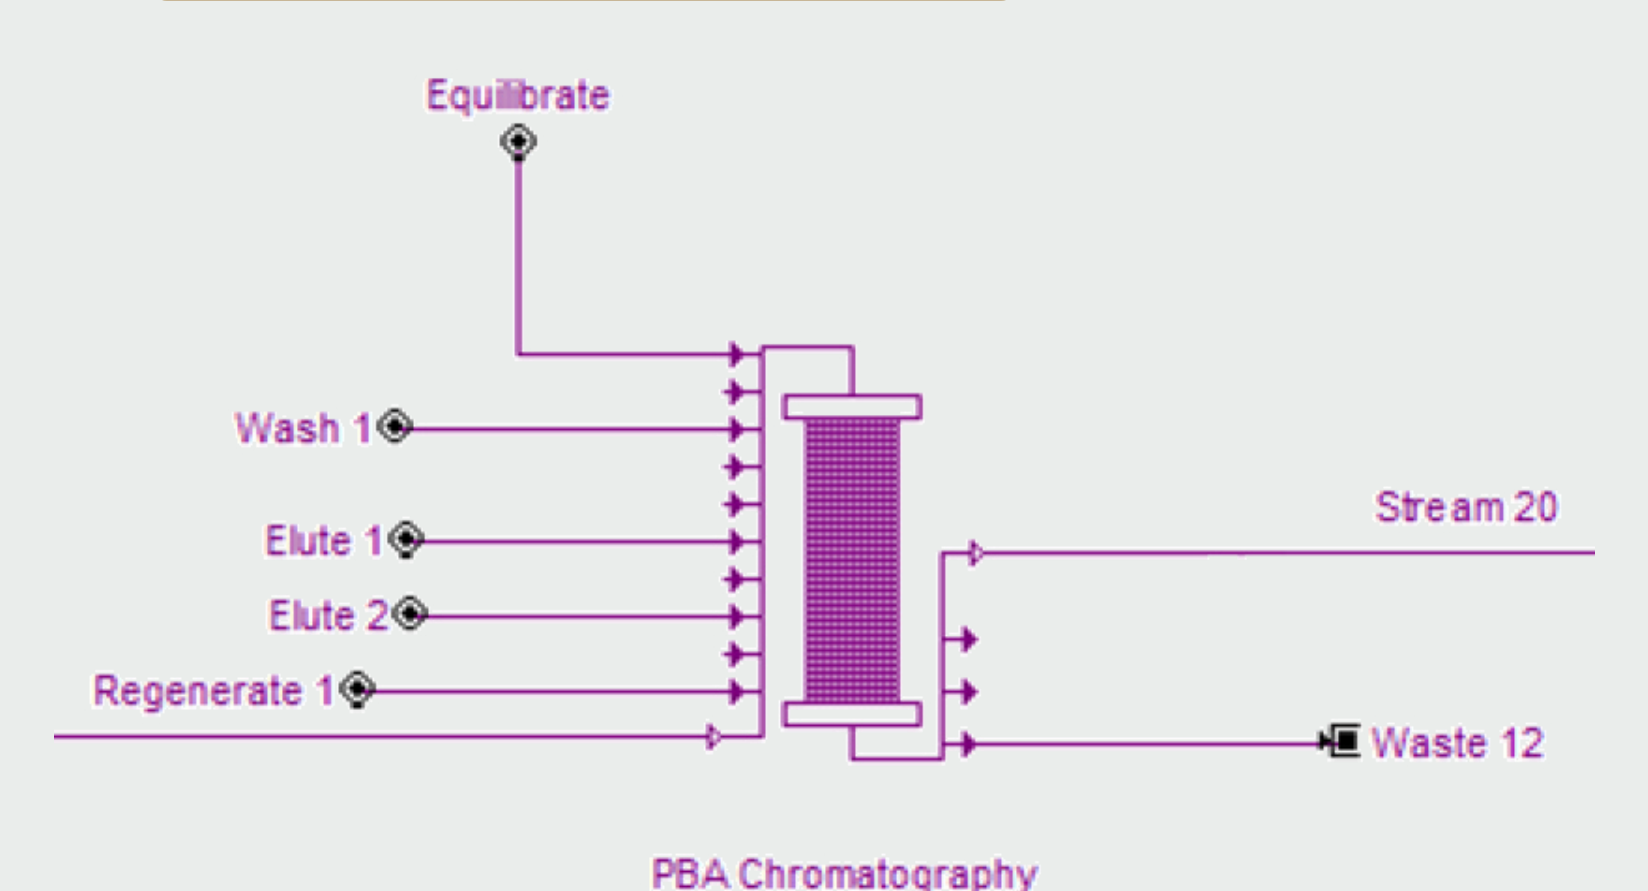 Equilibrate
Wash 1
Elute 1
Stream 20
Elute 2
Regenerate 1
Waste 12
PBA Chromatography